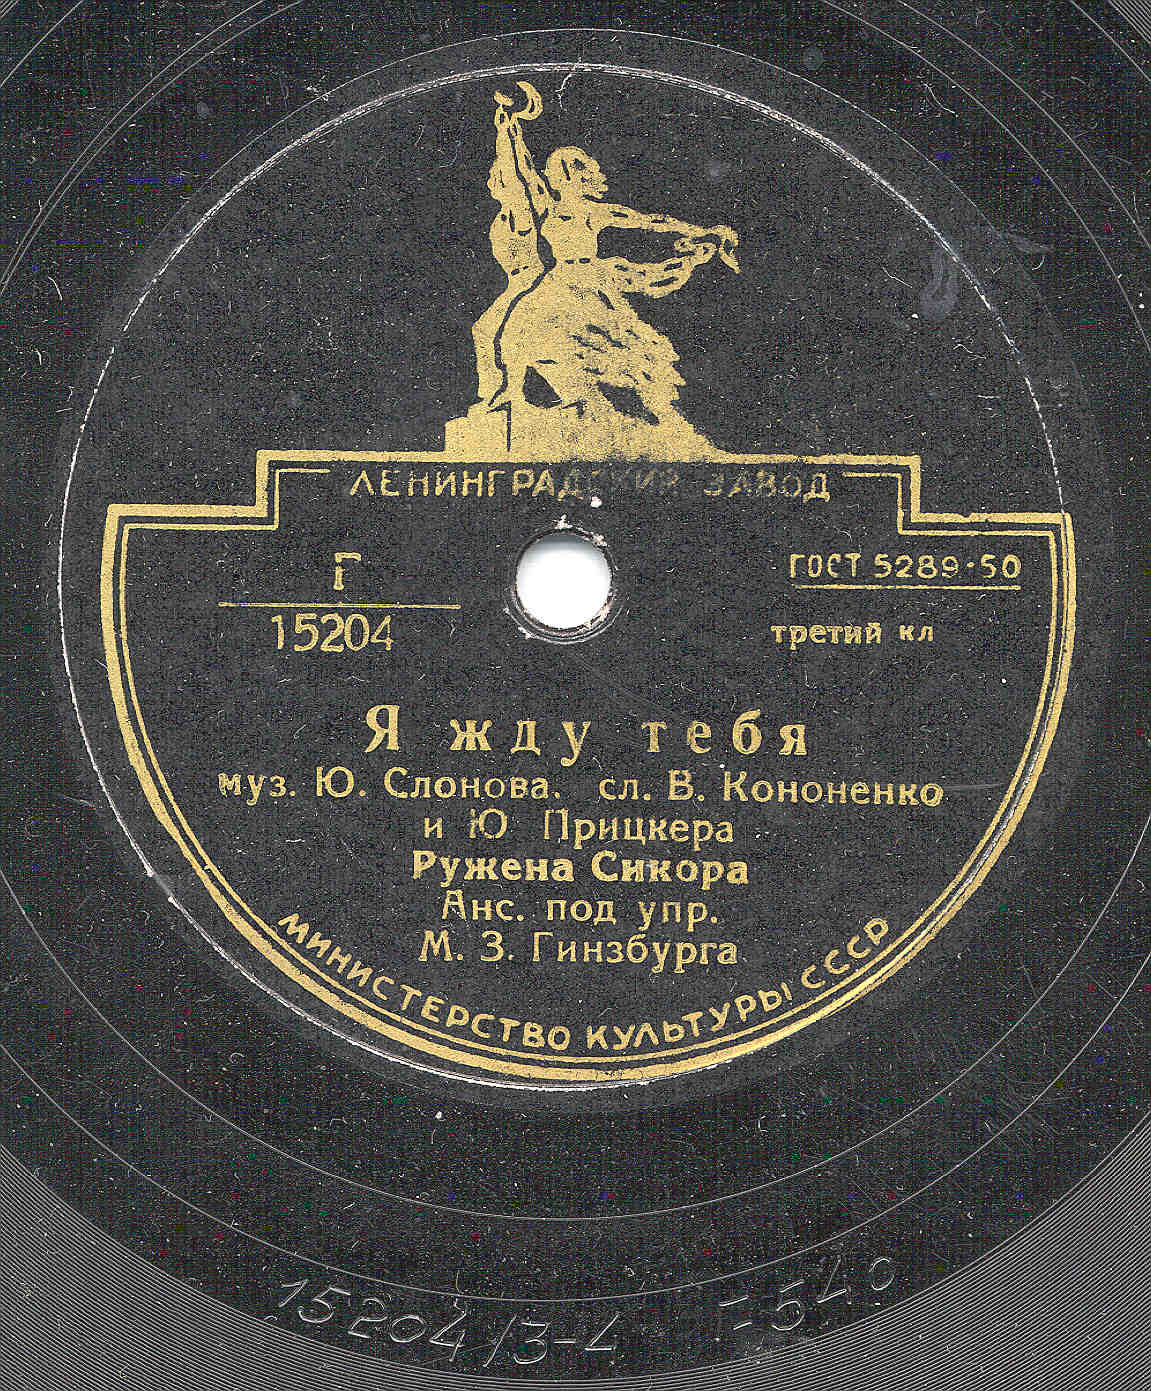 ЛЕНИНГРАДСКИЙ ЗАВОД
Г
15204
ГОСТ 5289-50
третий кл
Я жду тебя
муз. Ю. Слонова. сл. В. Кононенко
и Ю Прицкера
Ружена Сикора
Анс. под упр.
М. З. Гинзбурга
МИНИСТЕРСТВО КУЛЬТУРЫ СССР
15204/3-4